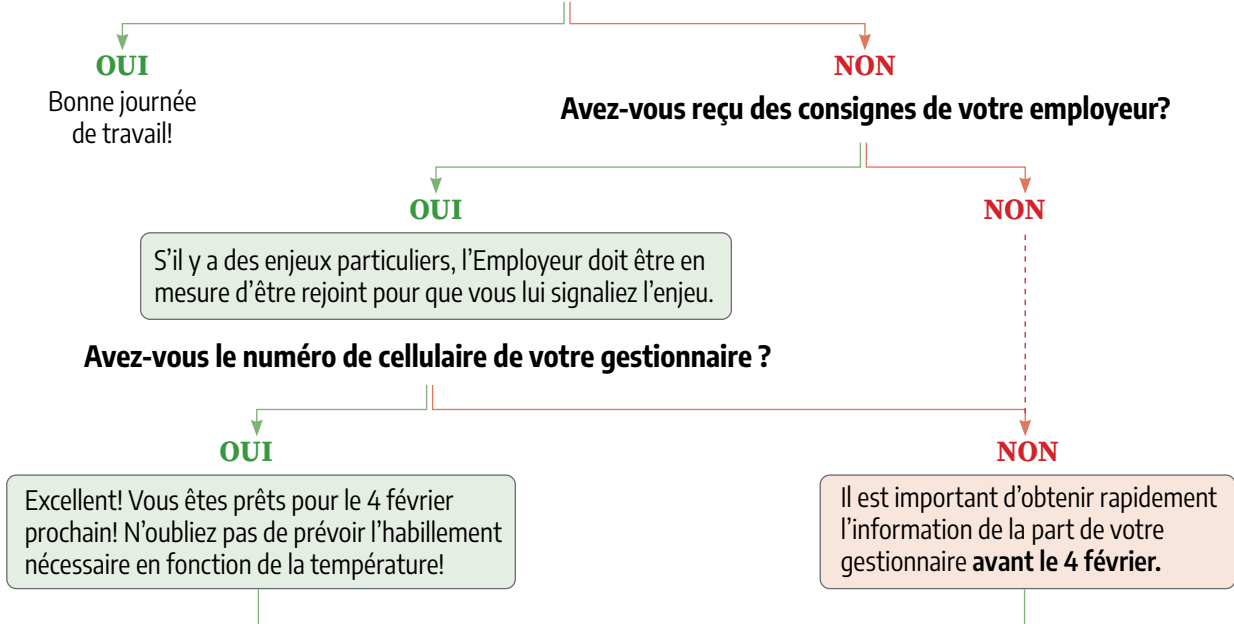 OUI
Bonne journée
de travail!
NON
Avez-vous reçu des consignes de votre employeur?
OUI
NON
S’il y a des enjeux particuliers, l’Employeur doit être en
mesure d’être rejoint pour que vous lui signaliez l’enjeu.
Avez-vous le numéro de cellulaire de votre gestionnaire ?
OUI
NON
Excellent! Vous êtes prêts pour le 4 février
prochain! N’oubliez pas de prévoir l’habillement
nécessaire en fonction de la température!
Il est important d’obtenir rapidement
l’information de la part de votre
gestionnaire avant le 4 février.